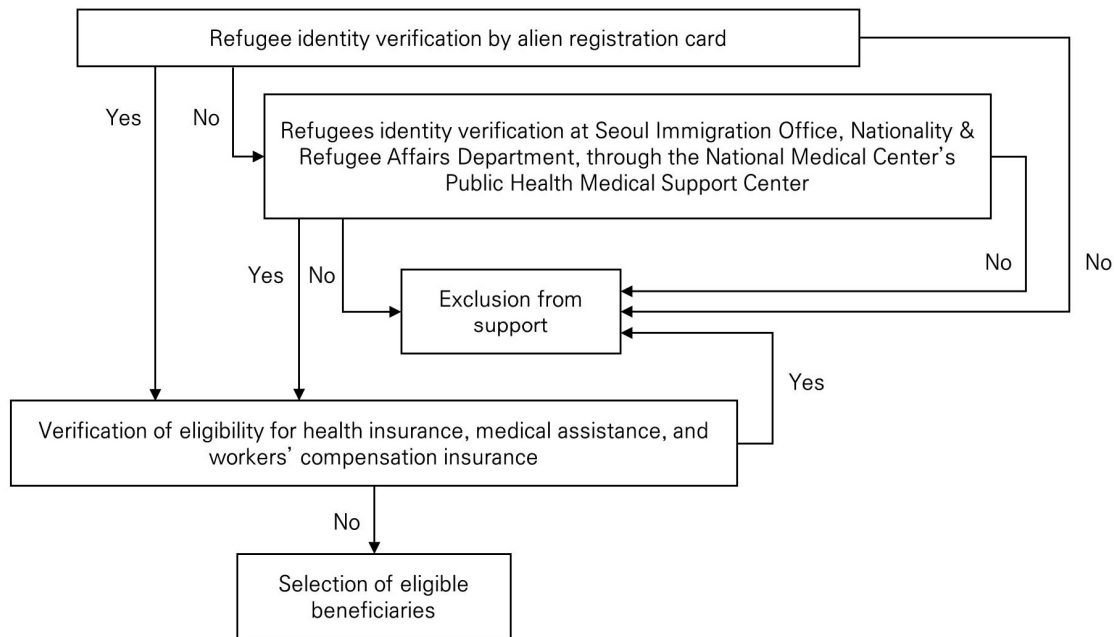 Refugee identity verification by alien registration card
Yes
No
Refugees identity verification at Seoul Immigration Office, Nationality &
Refugee Affairs Department, through the National Medical Center’s
Public Health Medical Support Center
Yes
No
No
No
Exclusion from
support
Yes
Verification of eligibility for health insurance, medical assistance, and
workers’ compensation insurance
No
Selection of eligible
beneficiaries